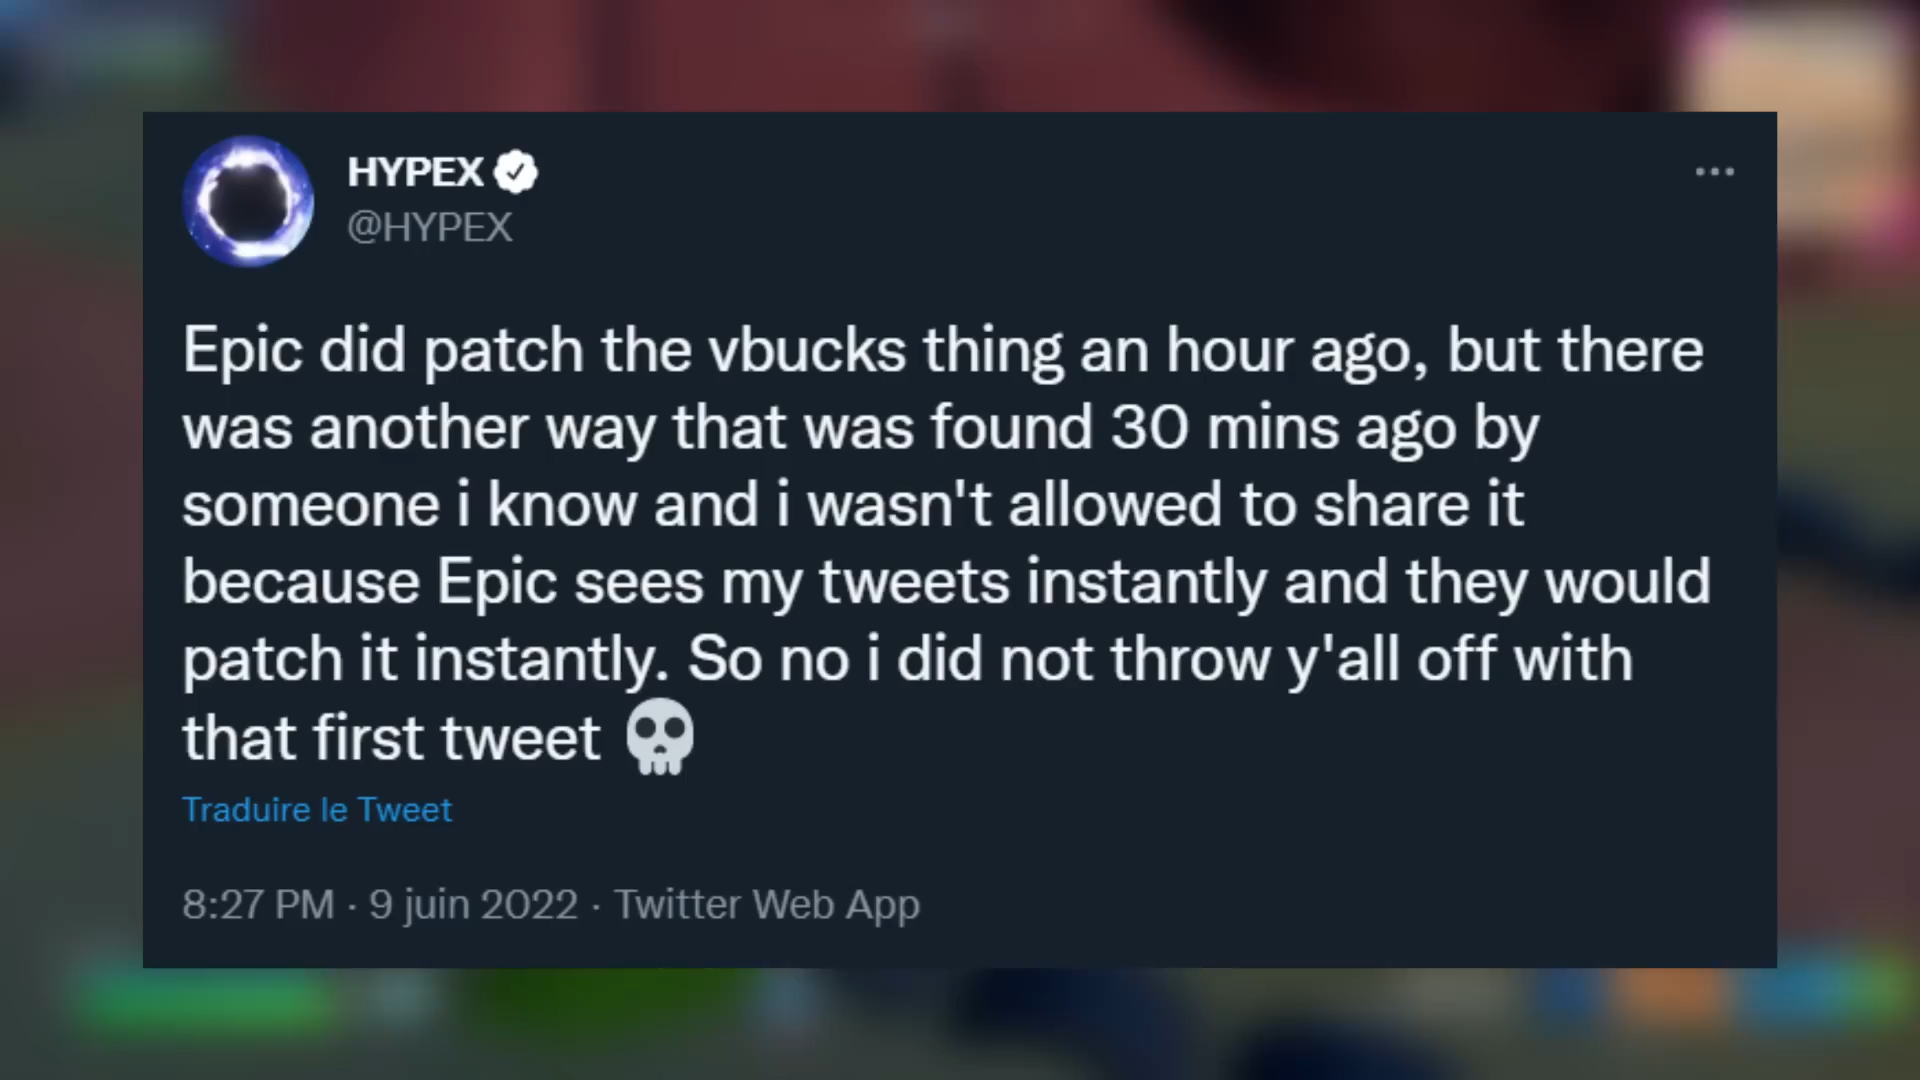 HYPEX
@HYPEX
Epic did patch the vbucks thing an hour ago, but there
was another way that was found 30 mins ago by
someone i know and i wasn't allowed to share it
because Epic sees my tweets instantly and they would
patch it instantly. So no i did not throw y'all off with
that first tweet 💀
Traduire le Tweet
8:27 PM · 9 juin 2022 · Twitter Web App